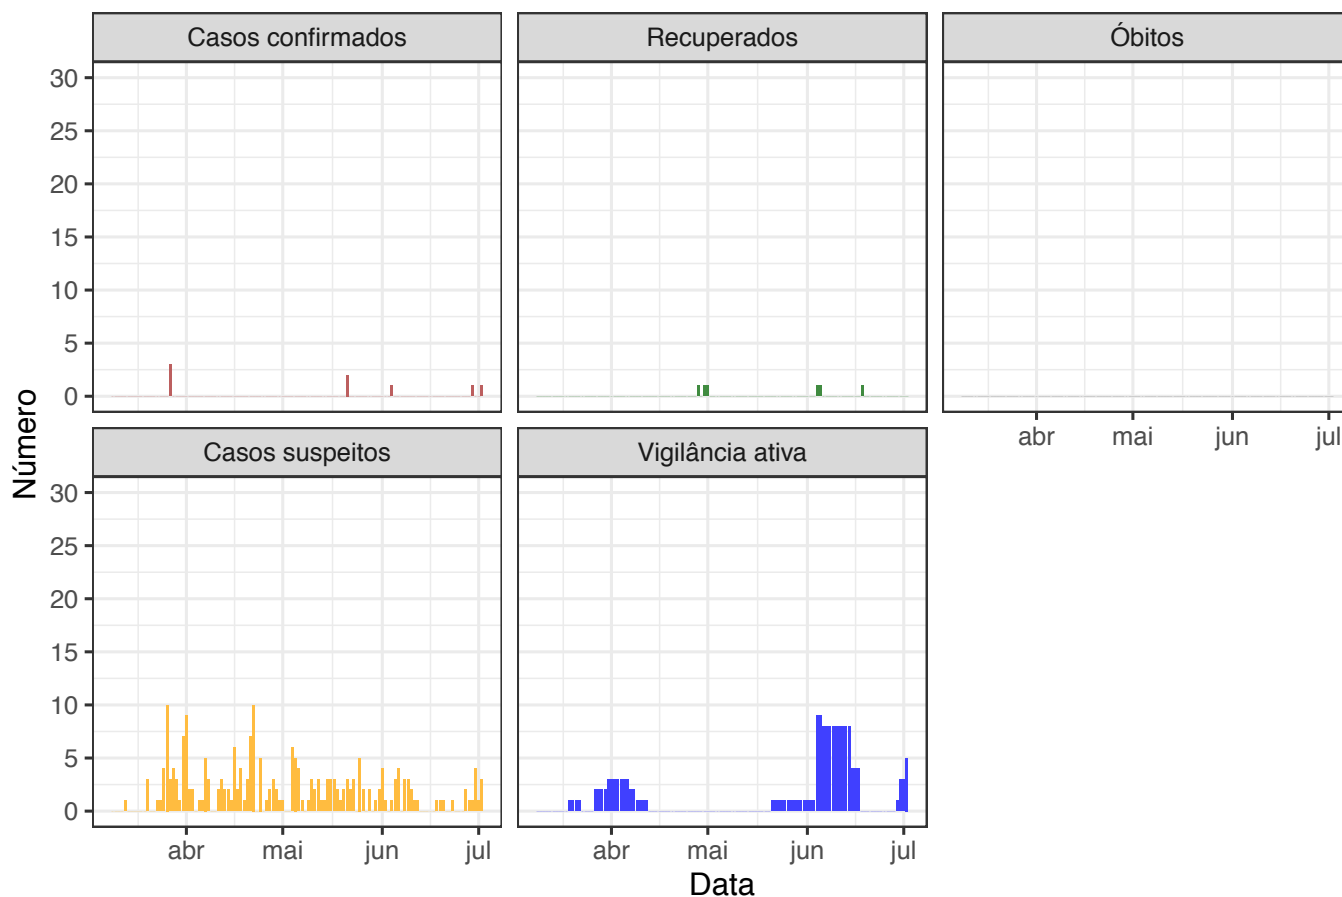 Casos confirmados Recuperados Óbitos
30
25
20
15
10
5
0
abr mai jun jul
Casos suspeitos Vigilância ativa
30
25
20
15
10
5
0
abr mai jun jul abr mai jun jul
Número
Data